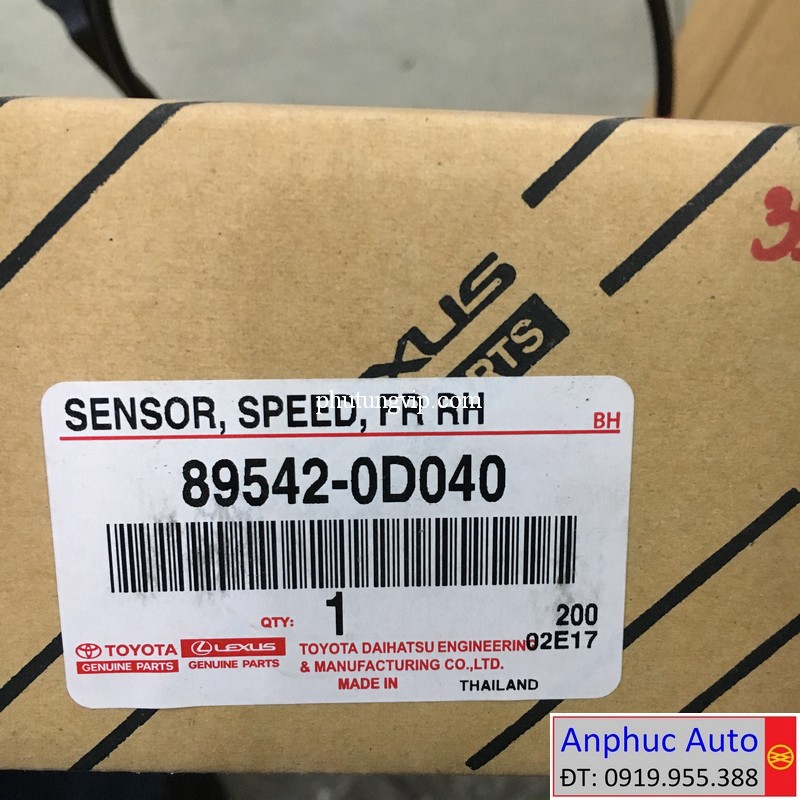 LEXUS
PARTS
SENSOR, SPEED, FR RH
phutungvip.com
BH
89542-0D040
QTY: 1
200
02E17
TOYOTA
GENUINE PARTS
LEXUS
GENUINE PARTS
TOYOTA DAIHATSU ENGINEERING
& MANUFACTURING CO.,LTD.
MADE IN THAILAND
Anphuc Auto
ĐT: 0919.955.388